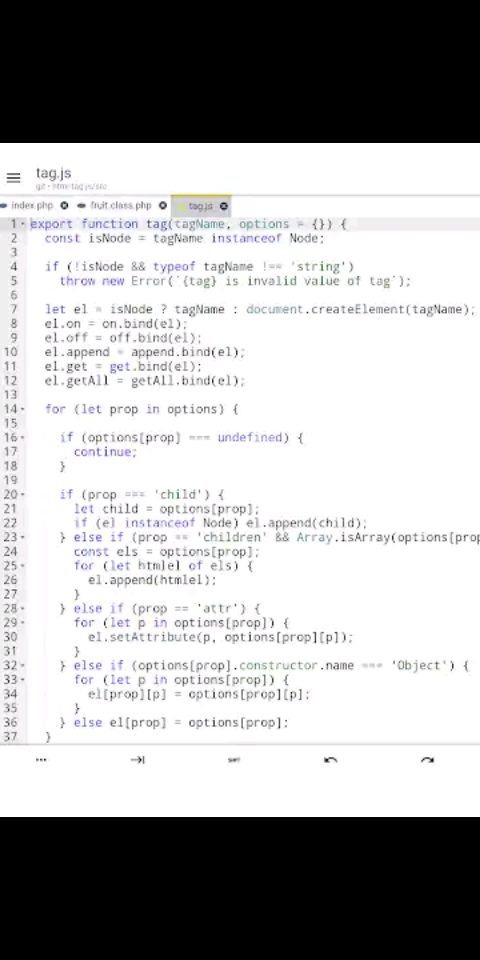 tag.js
git • html-tag-js/src
index.php
fruit.class.php
tag.js
1 export function tag(tagName, options = {}) {
2 const isNode = tagName instanceof Node;
3
4 if (!isNode && typeof tagName !== 'string')
5 throw new Error(`{tag} is invalid value of tag`);
6
7 let el = isNode ? tagName : document.createElement(tagName);
8 el.on = on.bind(el);
9 el.off = off.bind(el);
10 el.append = append.bind(el);
11 el.get = get.bind(el);
12 el.getAll = getAll.bind(el);
13
14 for (let prop in options) {
15
16 if (options[prop] === undefined) {
17 continue;
18 }
19
20 if (prop === 'child') {
21 let child = options[prop];
22 if (el instanceof Node) el.append(child);
23 } else if (prop == 'children' && Array.isArray(options[prop
24 const els = options[prop];
25 for (let htmlel of els) {
26 el.append(htmlel);
27 }
28 } else if (prop == 'attr') {
29 for (let p in options[prop]) {
30 el.setAttribute(p, options[prop][p]);
31 }
32 } else if (options[prop].constructor.name === 'Object') {
33 for (let p in options[prop]) {
34 el[prop][p] = options[prop][p];
35 }
36 } else el[prop] = options[prop];
37 }